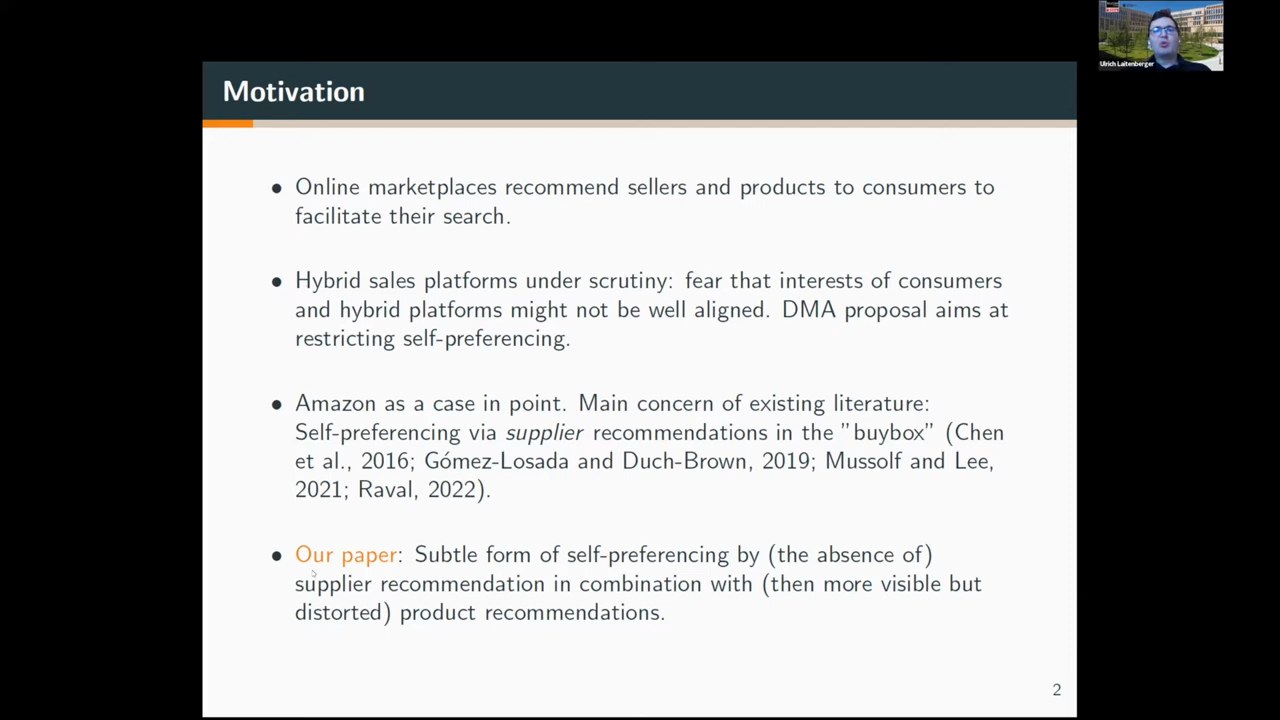 Ulrich Laitenberger
Motivation
• Online marketplaces recommend sellers and products to consumers to
facilitate their search.
• Hybrid sales platforms under scrutiny: fear that interests of consumers
and hybrid platforms might not be well aligned. DMA proposal aims at
restricting self-preferencing.
• Amazon as a case in point. Main concern of existing literature:
Self-preferencing via supplier recommendations in the ”buybox” (Chen
et al., 2016; Gómez-Losada and Duch-Brown, 2019; Mussolf and Lee,
2021; Raval, 2022).
• Our paper: Subtle form of self-preferencing by (the absence of)
supplier recommendation in combination with (then more visible but
distorted) product recommendations.
2